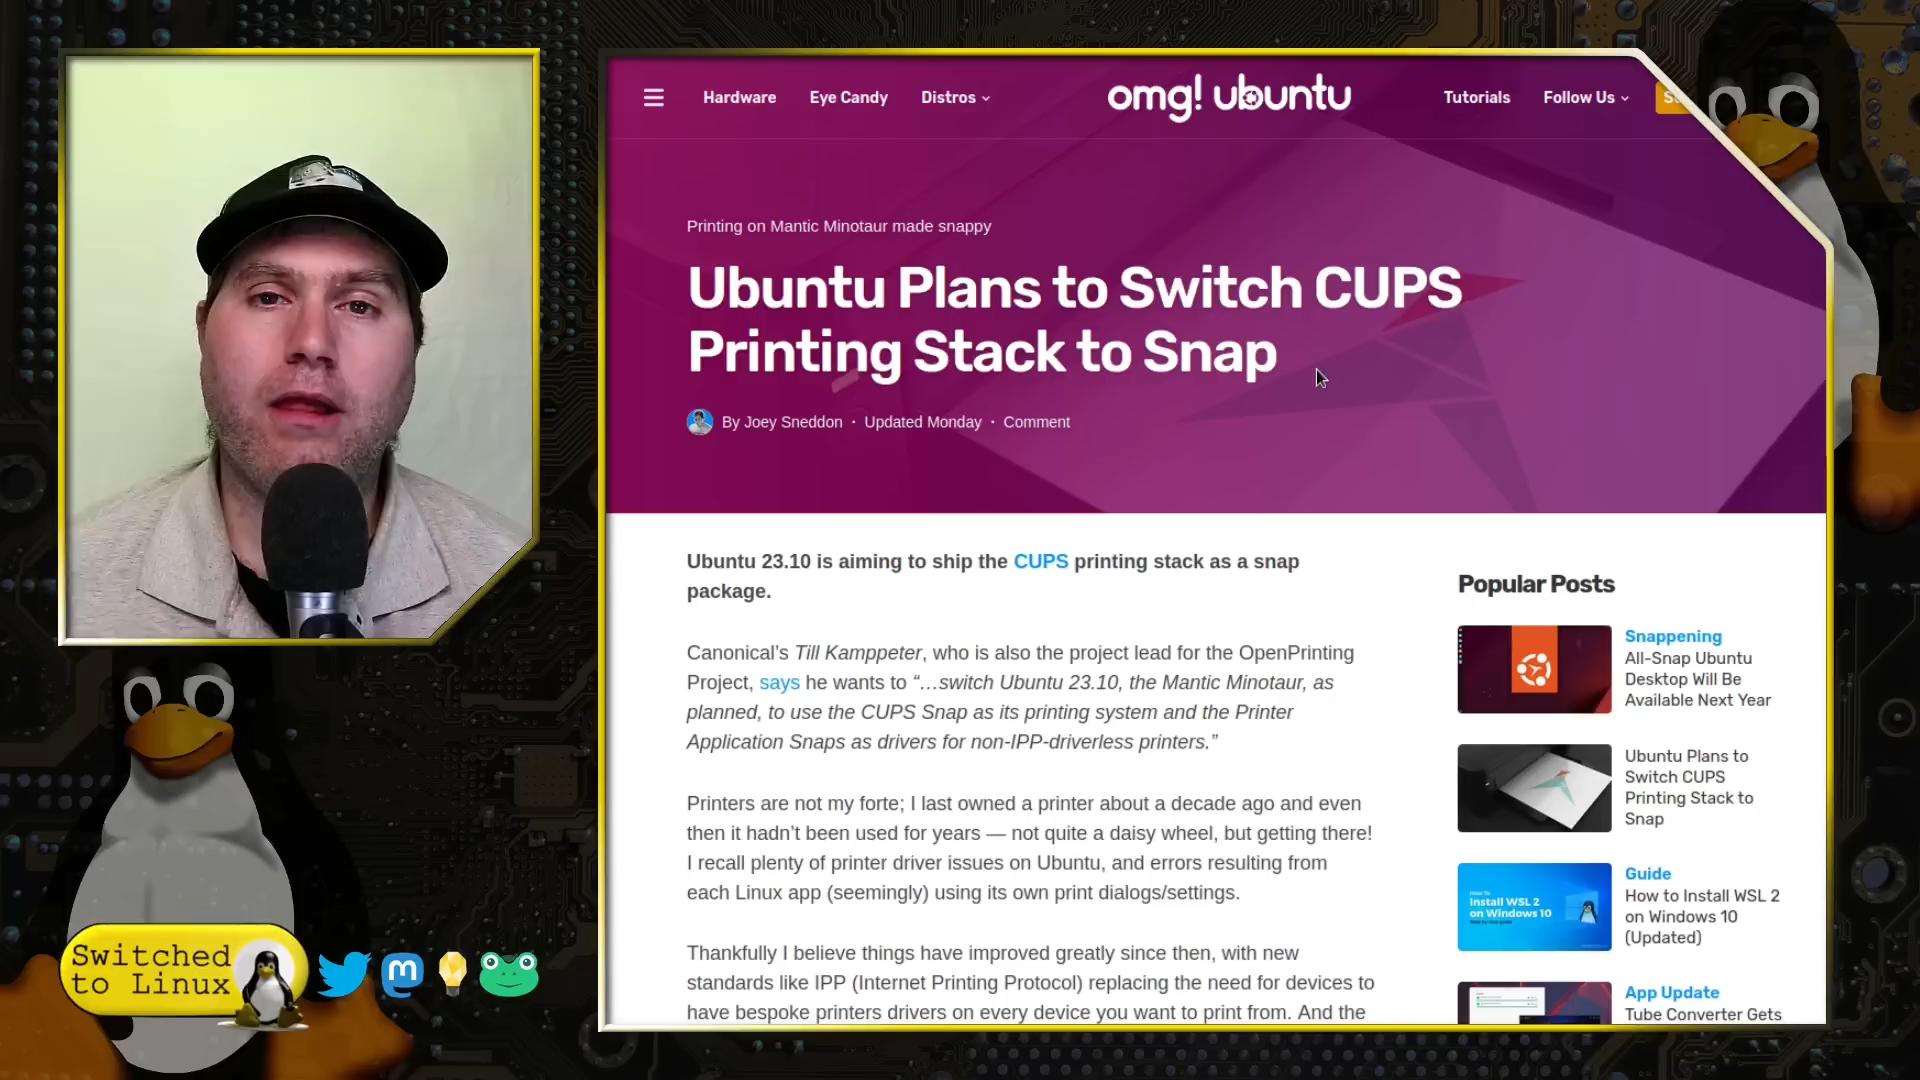 Hardware
Eye Candy
Distros
omg! ubuntu
Tutorials
Follow Us
Printing on Mantic Minotaur made snappy
Ubuntu Plans to Switch CUPS
Printing Stack to Snap
By Joey Sneddon · Updated Monday · Comment
Ubuntu 23.10 is aiming to ship the CUPS printing stack as a snap
package.
Canonical’s Till Kamppeter, who is also the project lead for the OpenPrinting
Project, says he wants to “…switch Ubuntu 23.10, the Mantic Minotaur, as
planned, to use the CUPS Snap as its printing system and the Printer
Application Snaps as drivers for non-IPP-driverless printers.”
Printers are not my forte; I last owned a printer about a decade ago and even
then it hadn’t been used for years — not quite a daisy wheel, but getting there!
I recall plenty of printer driver issues on Ubuntu, and errors resulting from
each Linux app (seemingly) using its own print dialogs/settings.
Thankfully I believe things have improved greatly since then, with new
standards like IPP (Internet Printing Protocol) replacing the need for devices to
have bespoke printers drivers on every device you want to print from. And the
Popular Posts
Snappening
All-Snap Ubuntu
Desktop Will Be
Available Next Year
Ubuntu Plans to
Switch CUPS
Printing Stack to
Snap
Install WSL 2
on Windows 10
Guide
How to Install WSL 2
on Windows 10
(Updated)
App Update
Tube Converter Gets
Switched
to Linux